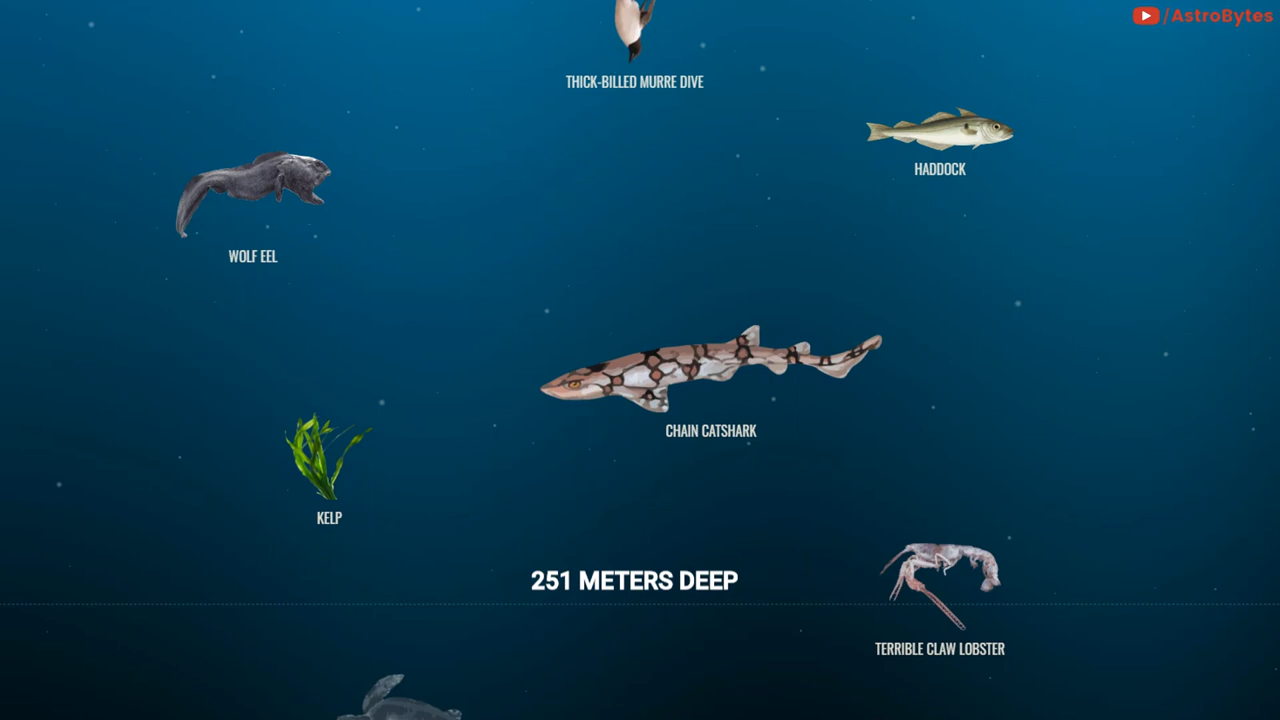 /AstroBytes
THICK-BILLED MURRE DIVE
HADDOCK
WOLF EEL
CHAIN CATSHARK
KELP
251 METERS DEEP
TERRIBLE CLAW LOBSTER